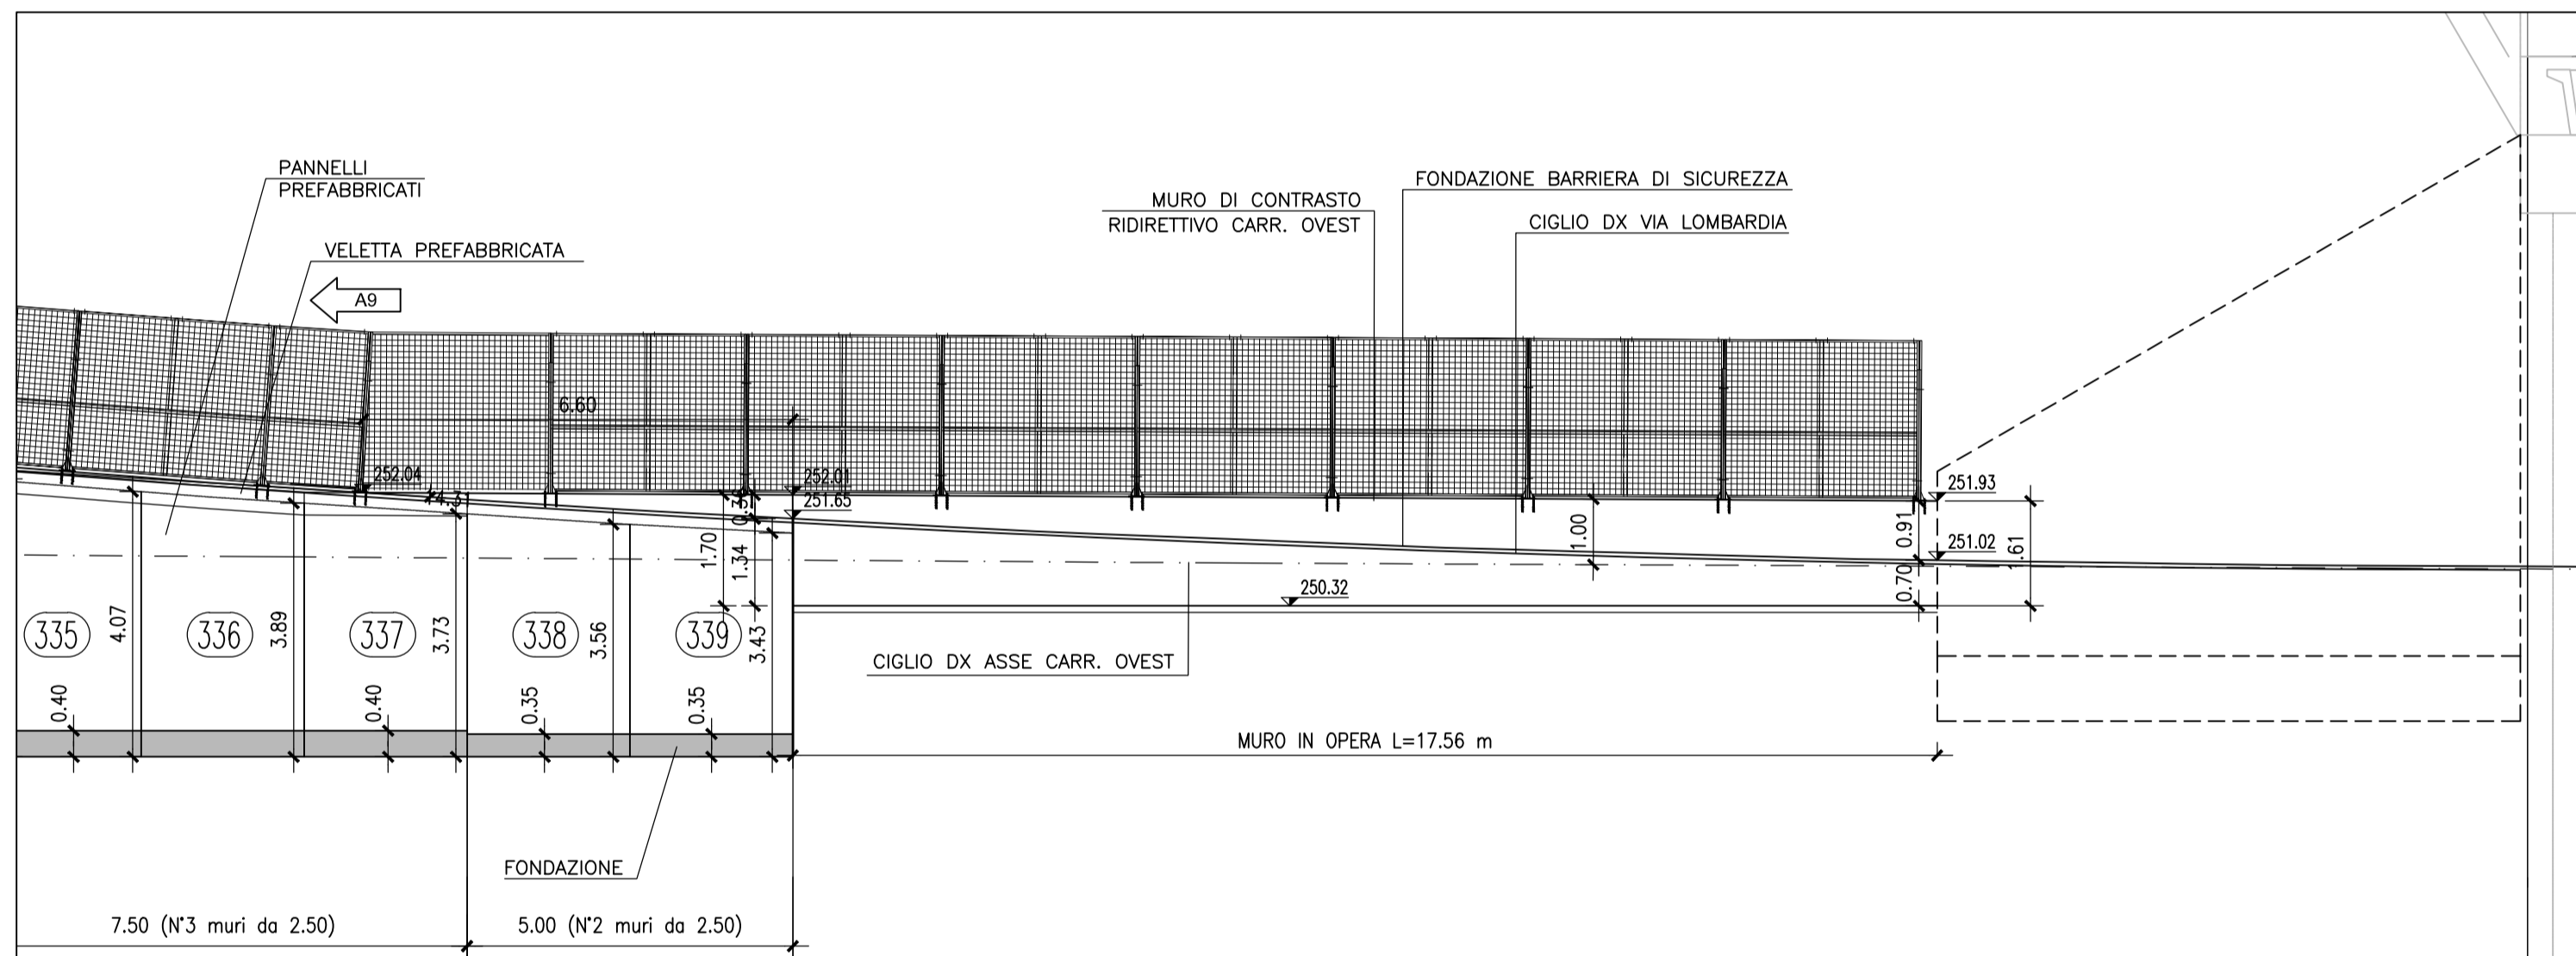 PANNELLI
PREFABBRICATI
VELETTA PREFABBRICATA
A9
MURO DI CONTRASTO
RIDIRETTIVO CARR. OVEST
FONDAZIONE BARRIERA DI SICUREZZA
CIGLIO DX VIA LOMBARDIA
6.60
252.04
252.01
251.65
251.93
251.02
1.70
1.34
1.00
0.91
0.70
250.32
335
336
337
338
339
4.07
3.89
3.73
3.56
3.43
0.40
0.40
0.35
0.35
CIGLIO DX ASSE CARR. OVEST
MURO IN OPERA L=17.56 m
FONDAZIONE
7.50 (N°3 muri da 2.50)
5.00 (N°2 muri da 2.50)